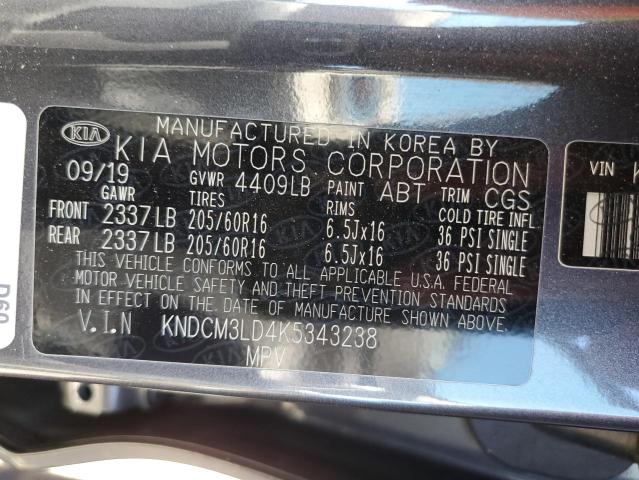 KIA
MANUFACTURED IN KOREA BY
KIA MOTORS CORPORATION
09/19 GVWR 4409LB PAINT ABT TRIM CGS
GAWR TIRES RIMS COLD TIRE INFL
FRONT 2337LB 205/60R16 6.5Jx16 36 PSI SINGLE
REAR 2337LB 205/60R16 6.5Jx16 36 PSI SINGLE
THIS VEHICLE CONFORMS TO ALL APPLICABLE U.S.A. FEDERAL
MOTOR VEHICLE SAFETY AND THEFT PREVENTION STANDARDS
IN EFFECT ON THE DATE OF MANUFACTURE SHOWN ABOVE.
V.I.N KNDCM3LD4K5343238
MPV
VIN K
D60